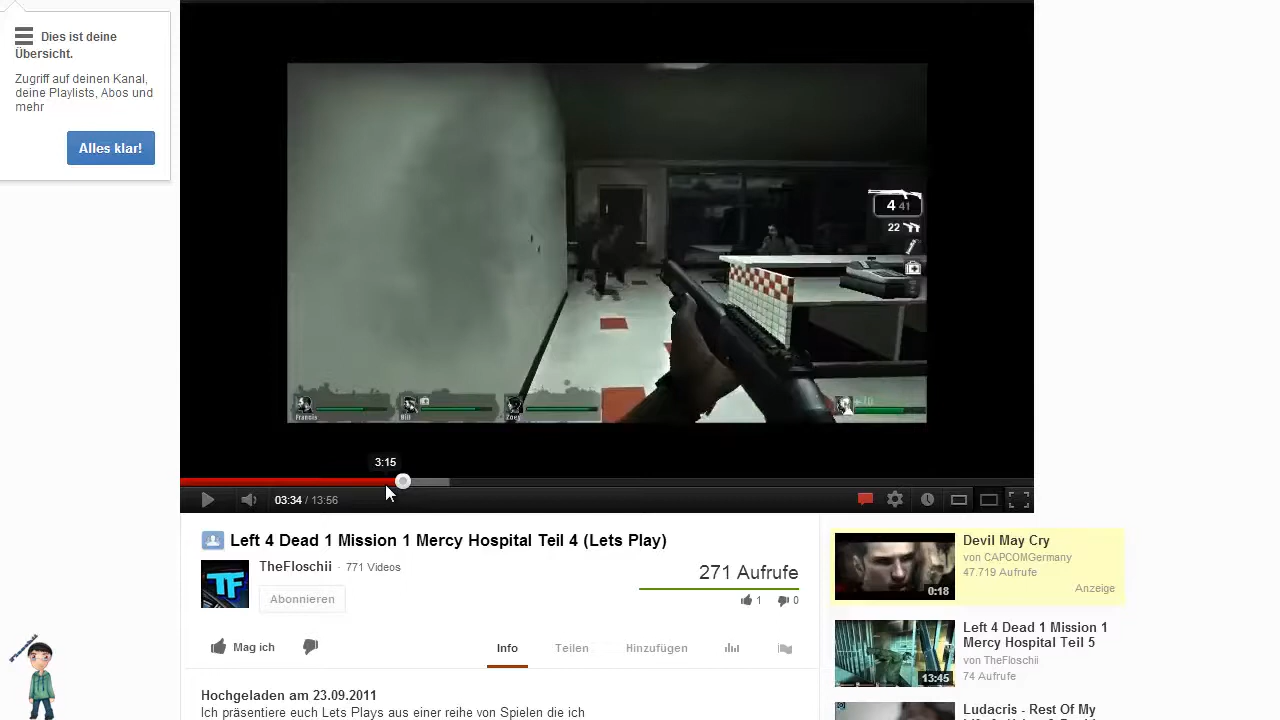 Dies ist deine
Übersicht.
Zugriff auf deinen Kanal,
deine Playlists, Abos und
mehr
Alles klar!
4 41
22
Francis
Bill
Zoey
+70
3:15
03:34 / 13:56
Left 4 Dead 1 Mission 1 Mercy Hospital Teil 4 (Lets Play)
TheFloschii · 771 Videos
Abonnieren
TF
271 Aufrufe
1 0
Mag ich
Info Teilen Hinzufügen
Hochgeladen am 23.09.2011
Ich präsentiere euch Lets Plays aus einer reihe von Spielen die ich
Devil May Cry
von CAPCOMGermany
47.719 Aufrufe
Anzeige
0:18
Left 4 Dead 1 Mission 1
Mercy Hospital Teil 5
von TheFloschii
74 Aufrufe
13:45
Ludacris - Rest Of My